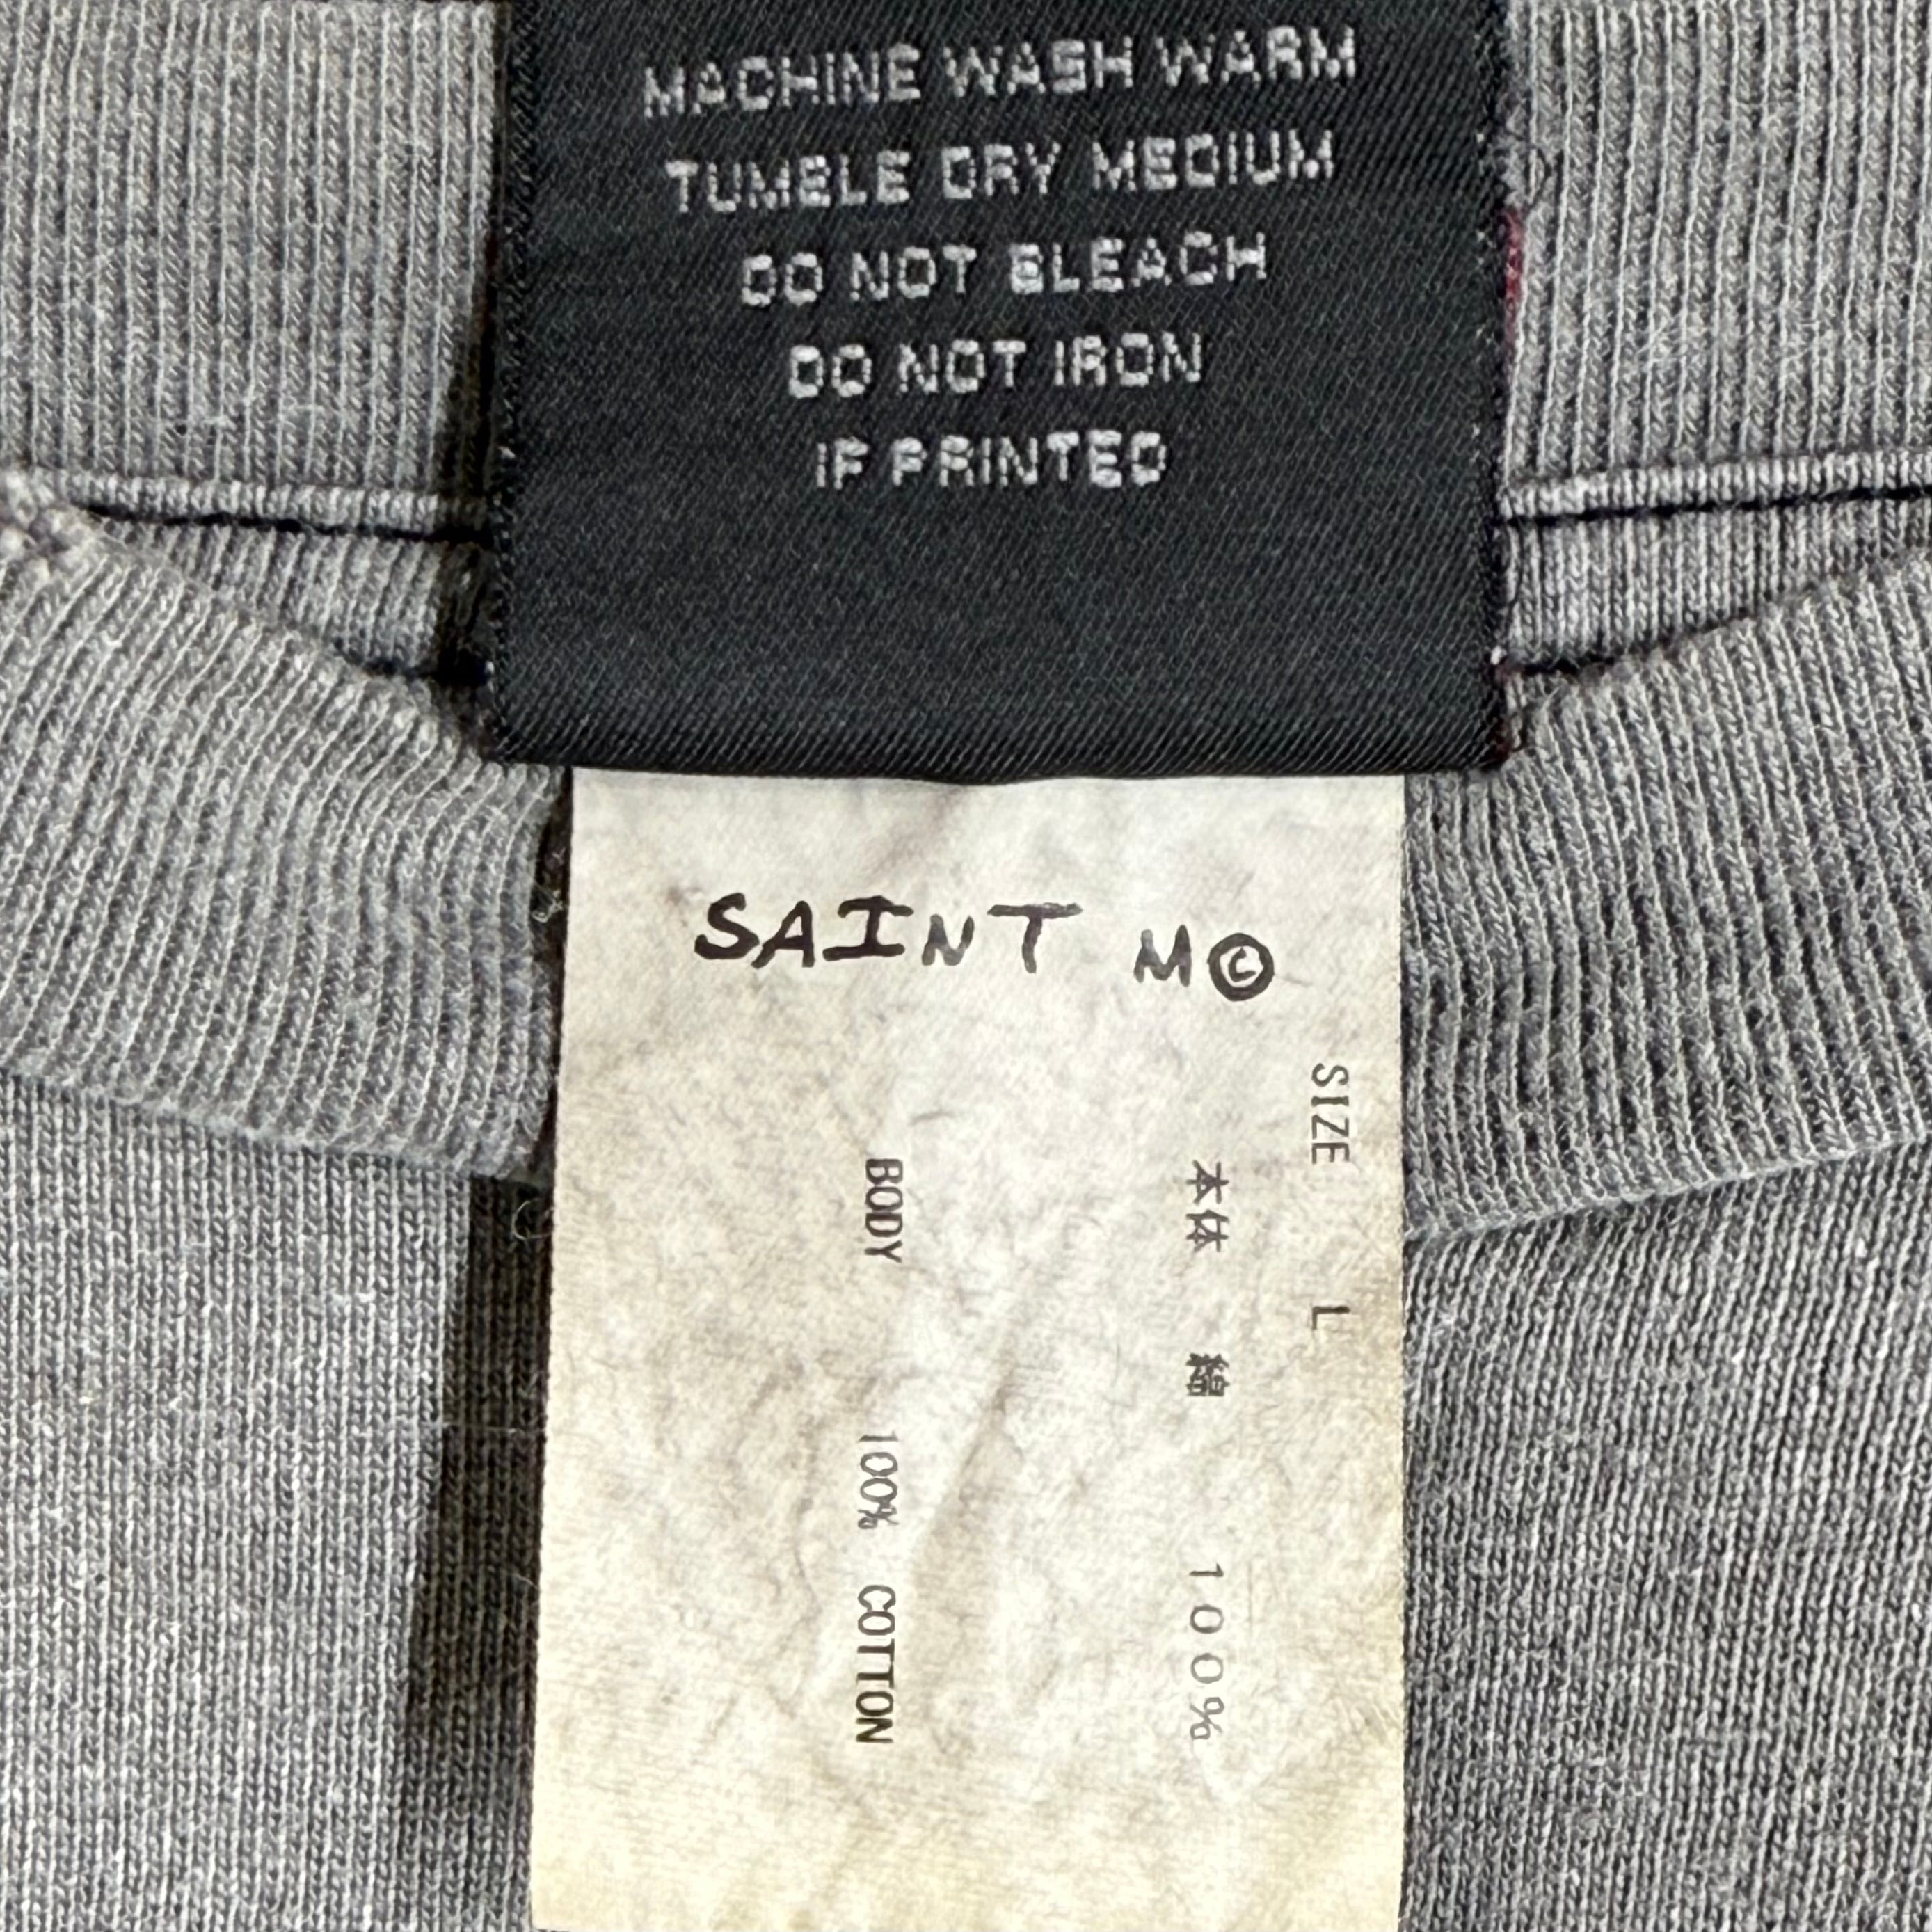 MACHINE WASH WARM
TUMBLE DRY MEDIUM
DO NOT BLEACH
DO NOT IRON
IF PRINTED
SAINT M©
SIZE L
本体 綿 100%
BODY 100% COTTON